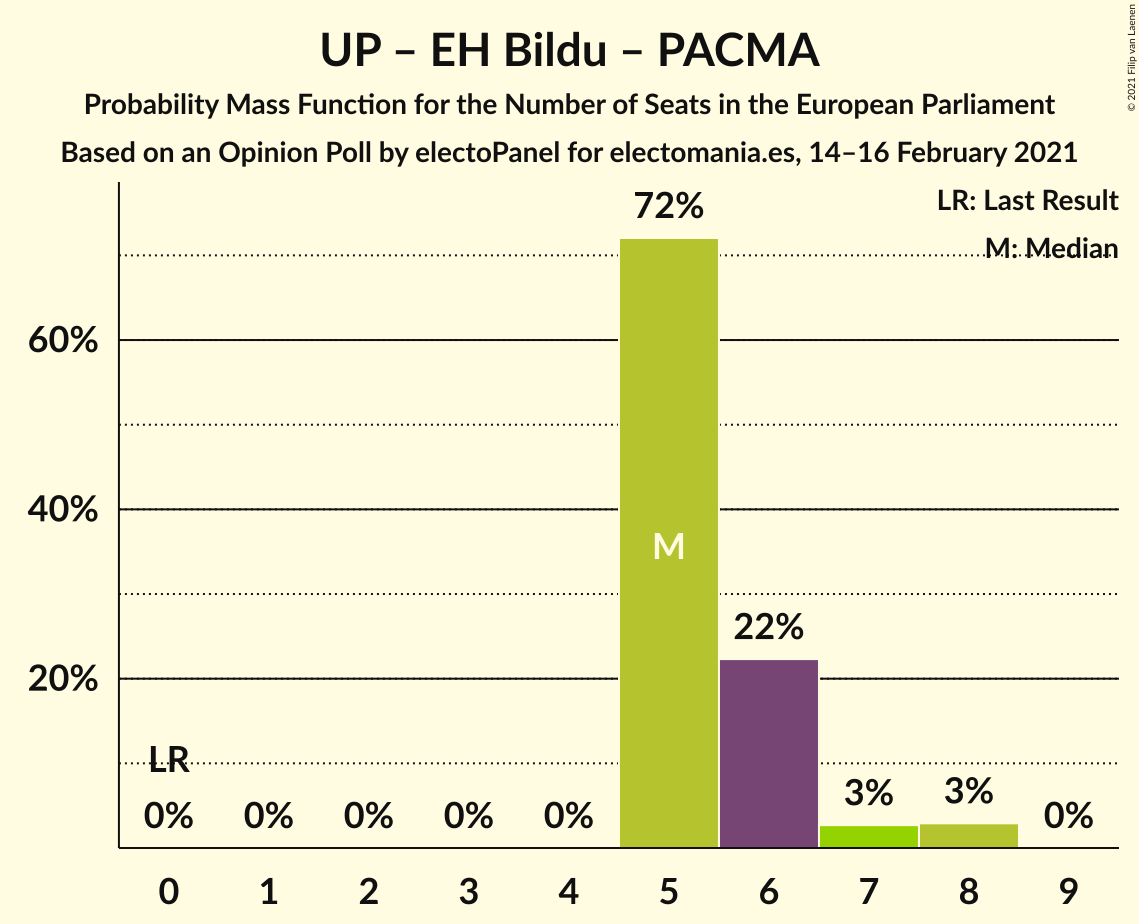 UP – EH Bildu – PACMA
Probability Mass Function for the Number of Seats in the European Parliament
Based on an Opinion Poll by electoPanel for electomania.es, 14–16 February 2021
© 2021 Filip van Laenen
LR: Last Result
M: Median
72%
60%
40%
M
22%
20%
LR
0% 0% 0% 0% 0% 3% 3% 0%
0 1 2 3 4 5 6 7 8 9